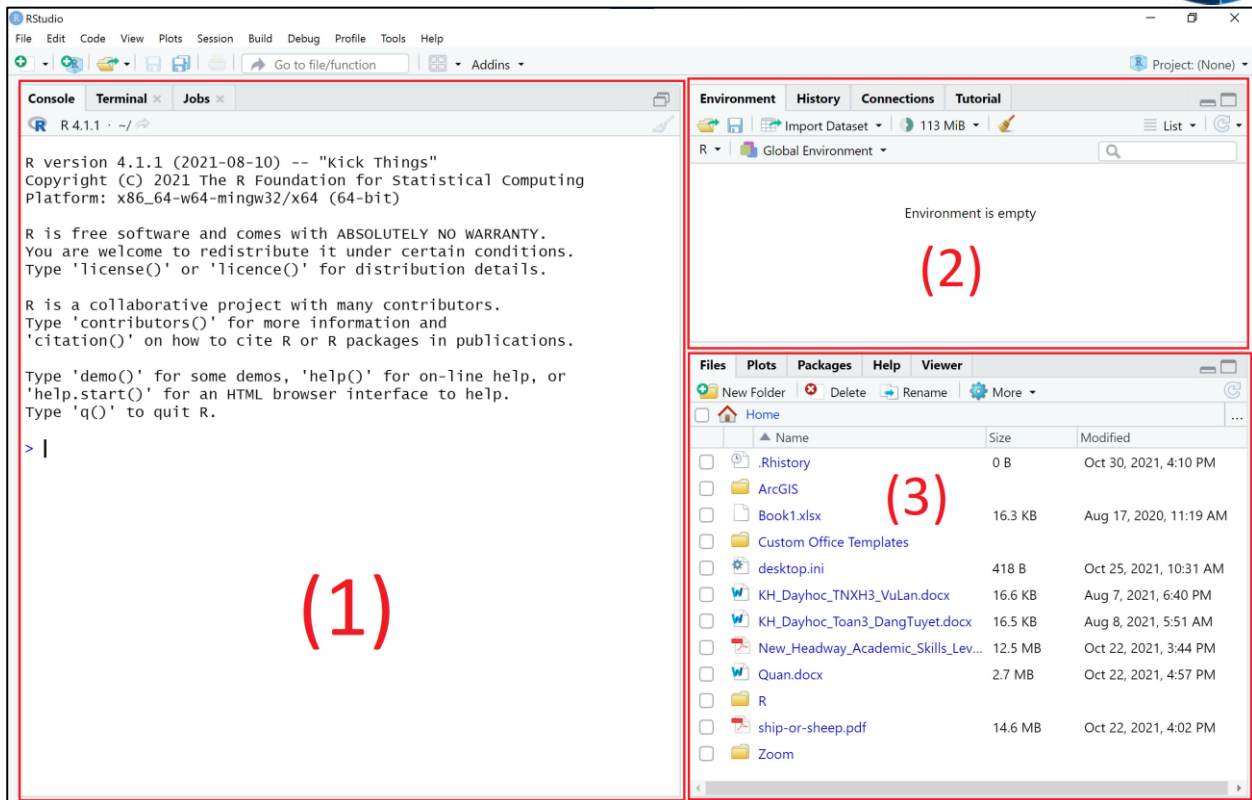 RStudio
File Edit Code View Plots Session Build Debug Profile Tools Help
Go to file/function Addins Project: (None)
Console Terminal Jobs
R 4.1.1 · ~/
R version 4.1.1 (2021-08-10) -- "Kick Things"
Copyright (C) 2021 The R Foundation for Statistical Computing
Platform: x86_64-w64-mingw32/x64 (64-bit)
R is free software and comes with ABSOLUTELY NO WARRANTY.
You are welcome to redistribute it under certain conditions.
Type 'license()' or 'licence()' for distribution details.
R is a collaborative project with many contributors.
Type 'contributors()' for more information and
'citation()' on how to cite R or R packages in publications.
Type 'demo()' for some demos, 'help()' for on-line help, or
'help.start()' for an HTML browser interface to help.
Type 'q()' to quit R.
>
(1)
Environment History Connections Tutorial
Import Dataset 113 MiB List
R Global Environment
Environment is empty
(2)
Files Plots Packages Help Viewer
New Folder Delete Rename More
Home ...
Name Size Modified
.Rhistory 0 B Oct 30, 2021, 4:10 PM
ArcGIS
Book1.xlsx 16.3 KB Aug 17, 2020, 11:19 AM
Custom Office Templates
desktop.ini 418 B Oct 25, 2021, 10:31 AM
KH_Dayhoc_TNXH3_VuLan.docx 16.6 KB Aug 7, 2021, 6:40 PM
KH_Dayhoc_Toan3_DangTuyet.docx 16.5 KB Aug 8, 2021, 5:51 AM
New_Headway_Academic_Skills_Lev... 12.5 MB Oct 22, 2021, 3:44 PM
Quan.docx 2.7 MB Oct 22, 2021, 4:57 PM
R
ship-or-sheep.pdf 14.6 MB Oct 22, 2021, 4:02 PM
Zoom
(3)